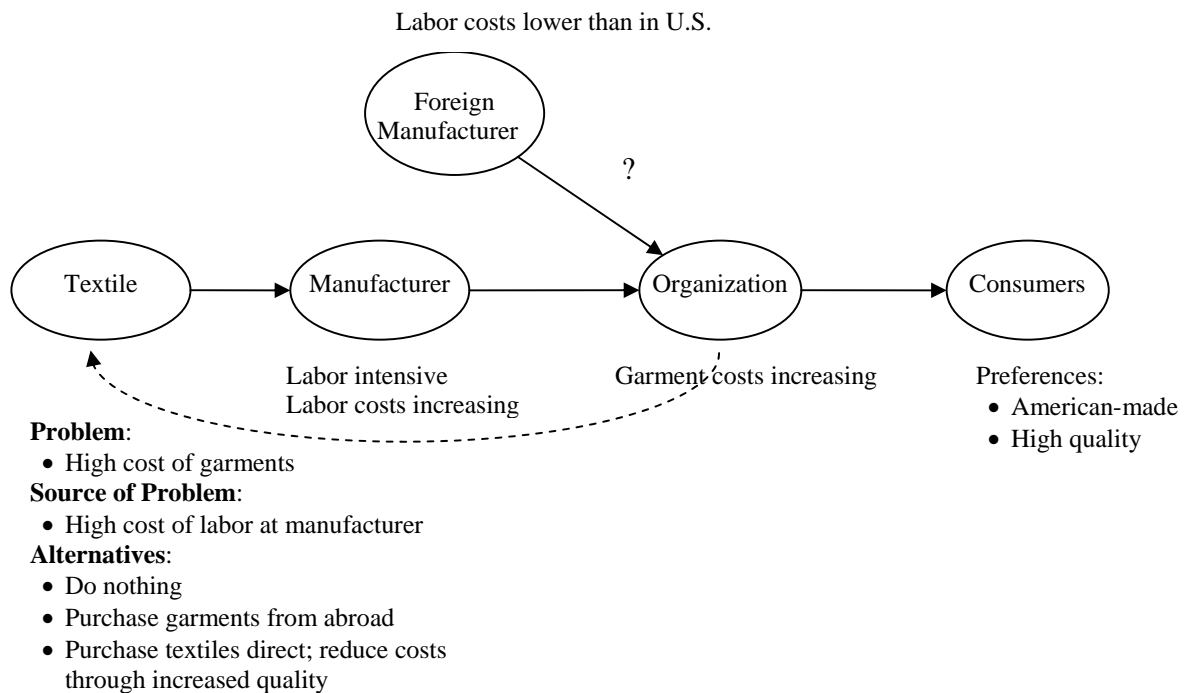 Labor costs lower than in U.S.
Foreign
Manufacturer
?
Textile
Manufacturer
Organization
Consumers
Labor intensive
Labor costs increasing
Garment costs increasing
Preferences:
• American-made
• High quality
Problem:
• High cost of garments
Source of Problem:
• High cost of labor at manufacturer
Alternatives:
• Do nothing
• Purchase garments from abroad
• Purchase textiles direct; reduce costs
through increased quality